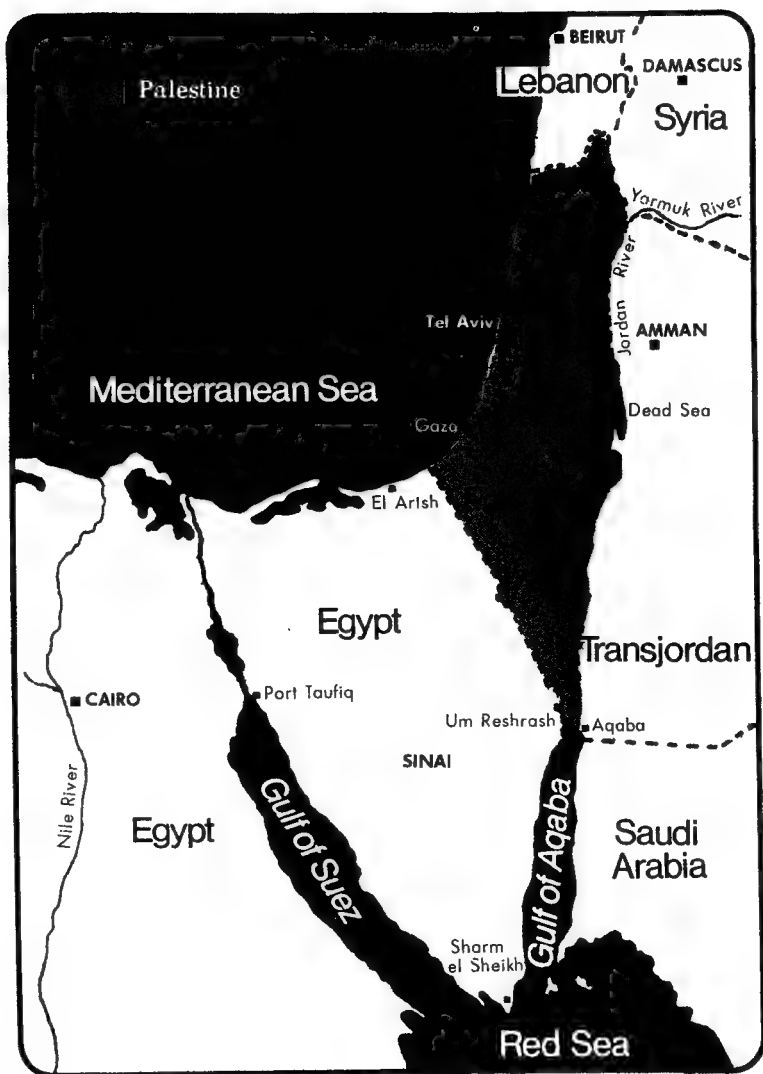 BEIRUT
Lebanon
DAMASCUS
Syria
Palestine
Yarmuk River
Jordan River
Tel Aviv
AMMAN
Mediterranean Sea
Dead Sea
Gaza
El Arish
Egypt
Transjordan
CAIRO
Port Taufiq
Um Reshrash
Aqaba
SINAI
Nile River
Egypt
Gulf of Suez
Gulf of Aqaba
Saudi
Arabia
Sharm
el Sheikh
Red Sea